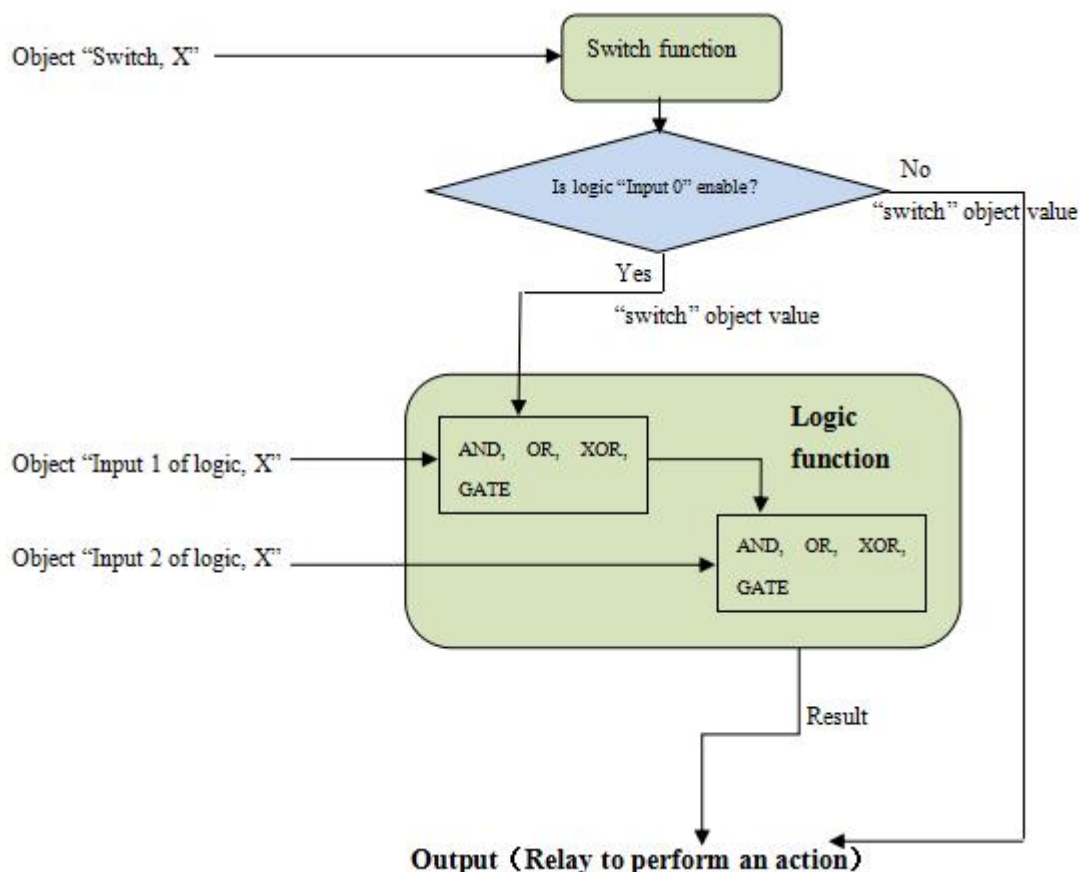 Object “Switch, X”
Switch function
Is logic “Input 0” enable?
No
“switch” object value
Yes
“switch” object value
Logic
function
Object “Input 1 of logic, X”
AND, OR, XOR,
GATE
Object “Input 2 of logic, X”
AND, OR, XOR,
GATE
Result
Output（Relay to perform an action）